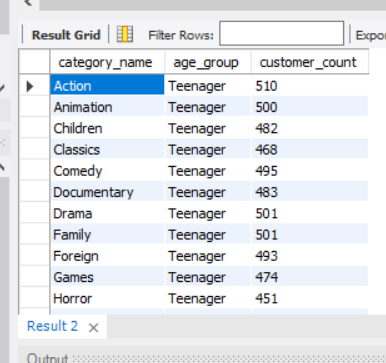 Result Grid Filter Rows: Expor
category_name age_group customer_count
Action Teenager 510
Animation Teenager 500
Children Teenager 482
Classics Teenager 468
Comedy Teenager 495
Documentary Teenager 483
Drama Teenager 501
Family Teenager 501
Foreign Teenager 493
Games Teenager 474
Horror Teenager 451
Result 2
Output